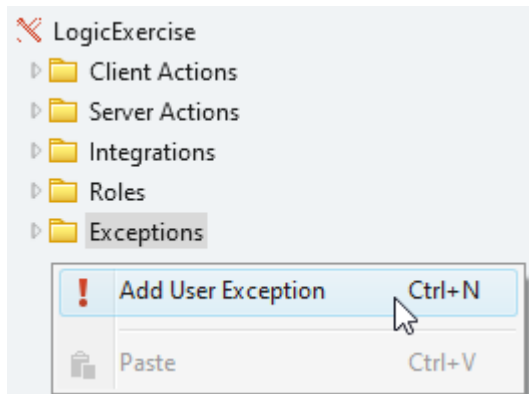 LogicExercise
Client Actions
Server Actions
Integrations
Roles
Exceptions
Add User Exception Ctrl+N
Paste Ctrl+V